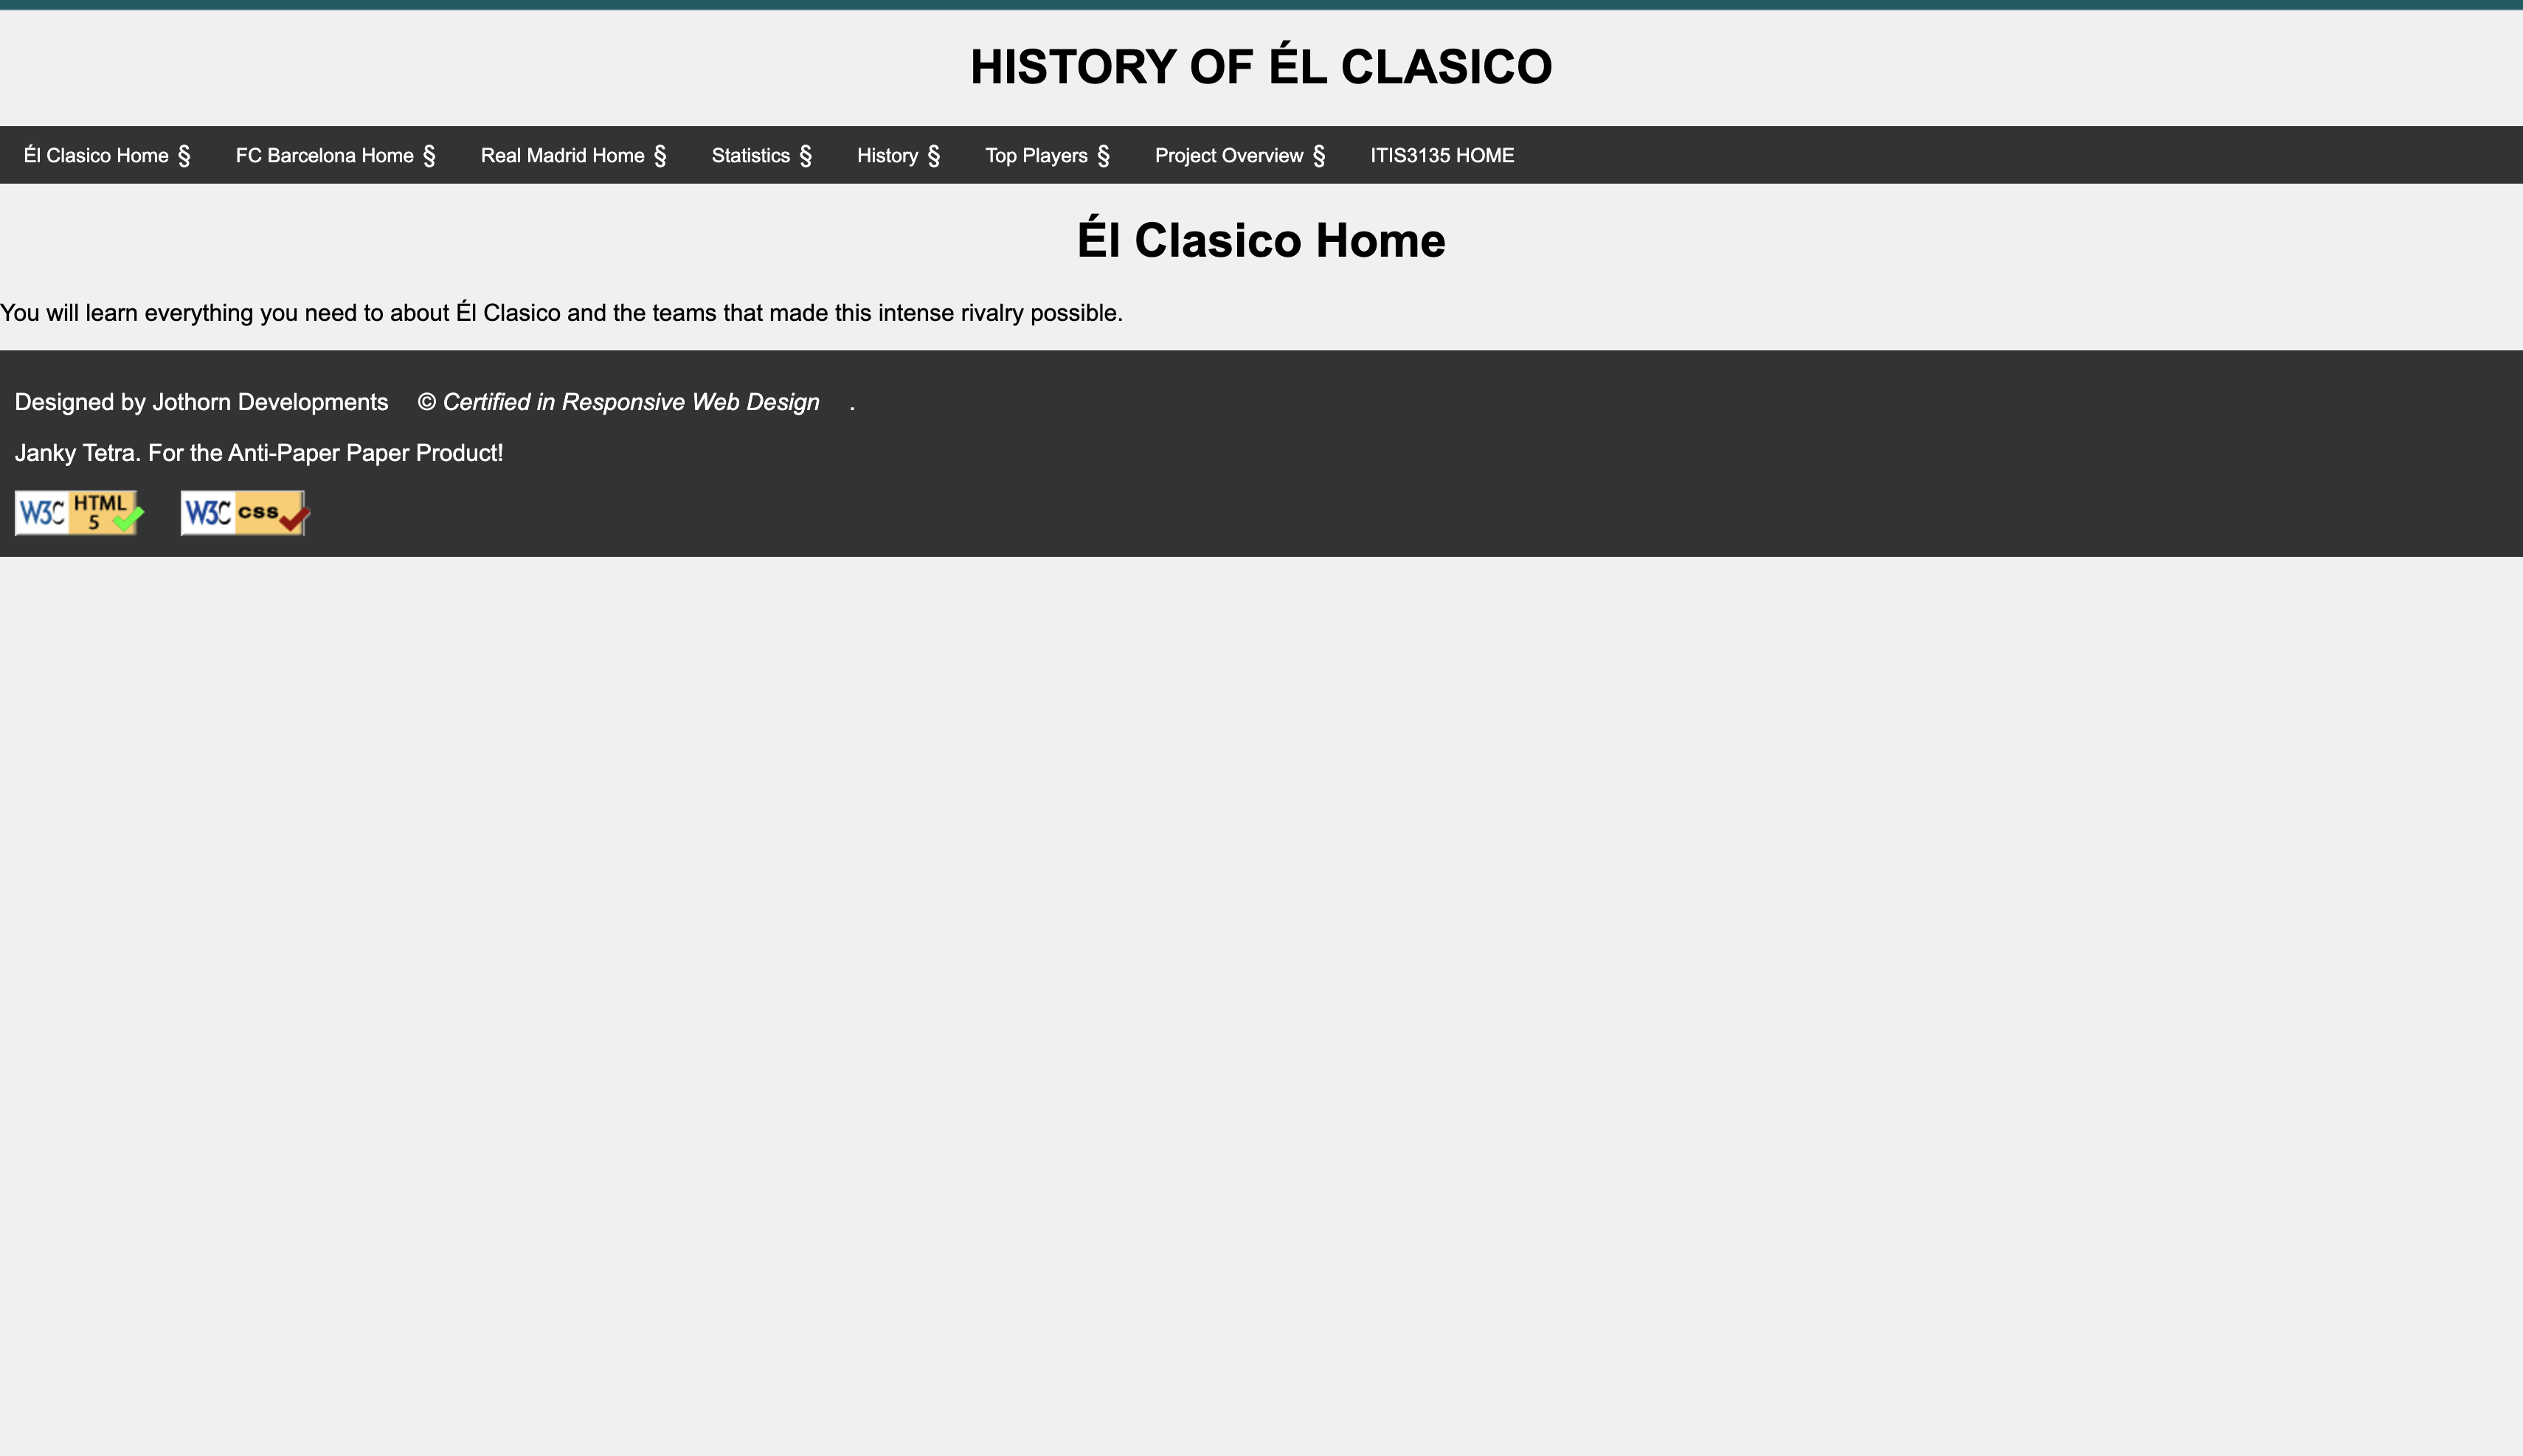 HISTORY OF ÉL CLASICO
Él Clasico Home § FC Barcelona Home § Real Madrid Home § Statistics § History § Top Players § Project Overview § ITIS3135 HOME
Él Clasico Home
You will learn everything you need to about Él Clasico and the teams that made this intense rivalry possible.
Designed by Jothorn Developments © Certified in Responsive Web Design .
Janky Tetra. For the Anti-Paper Paper Product!
W3C HTML 5 W3C css